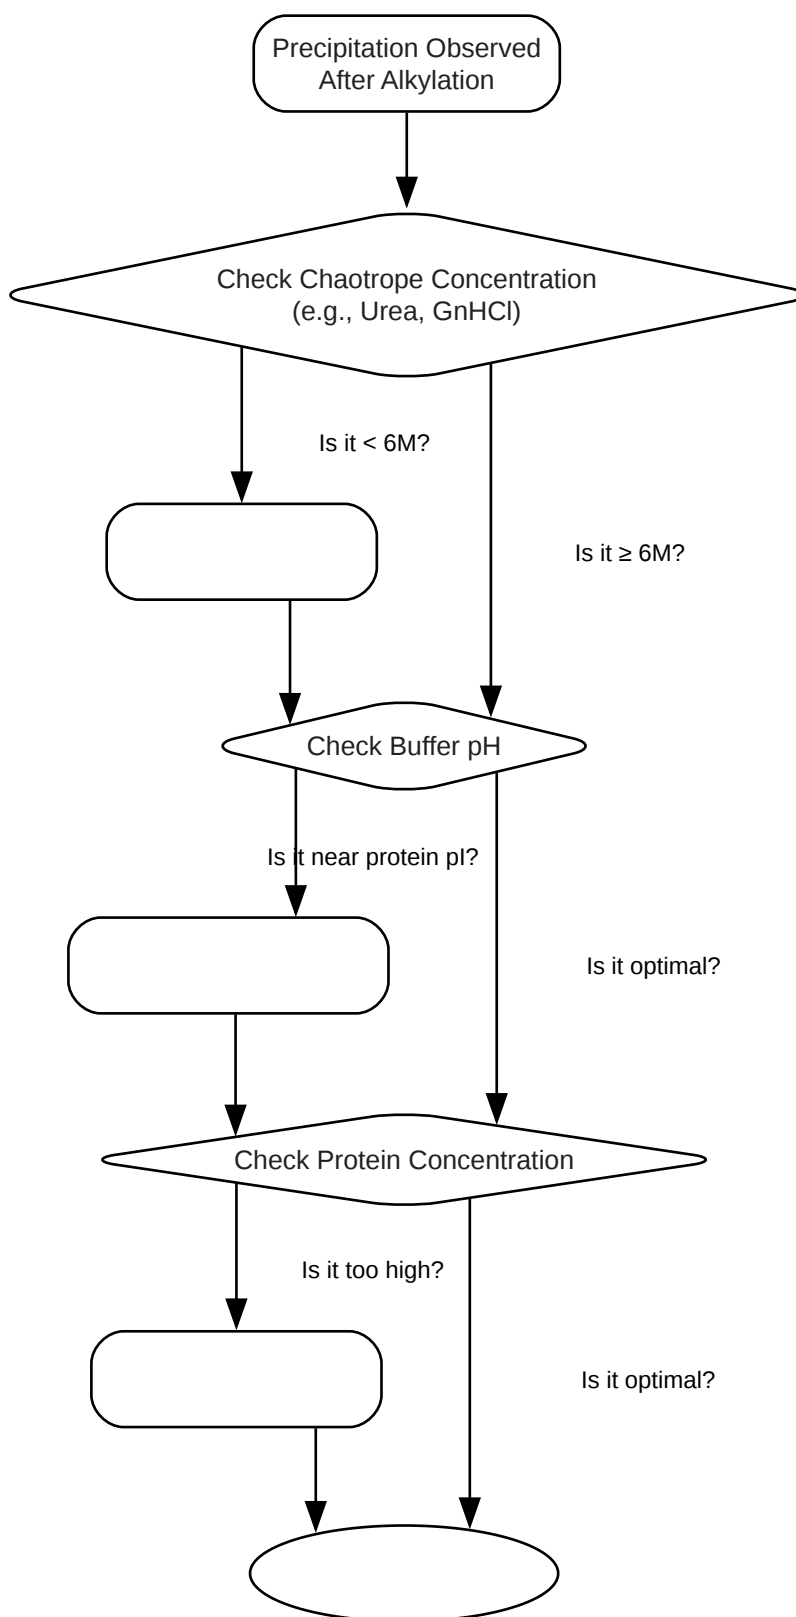 Precipitation Observed
After Alkylation
Check Chaotrope Concentration
(e.g., Urea, GnHCl)
Is it < 6M?
Is it ≥ 6M?
Check Buffer pH
Is it near protein pI?
Is it optimal?
Check Protein Concentration
Is it too high?
Is it optimal?